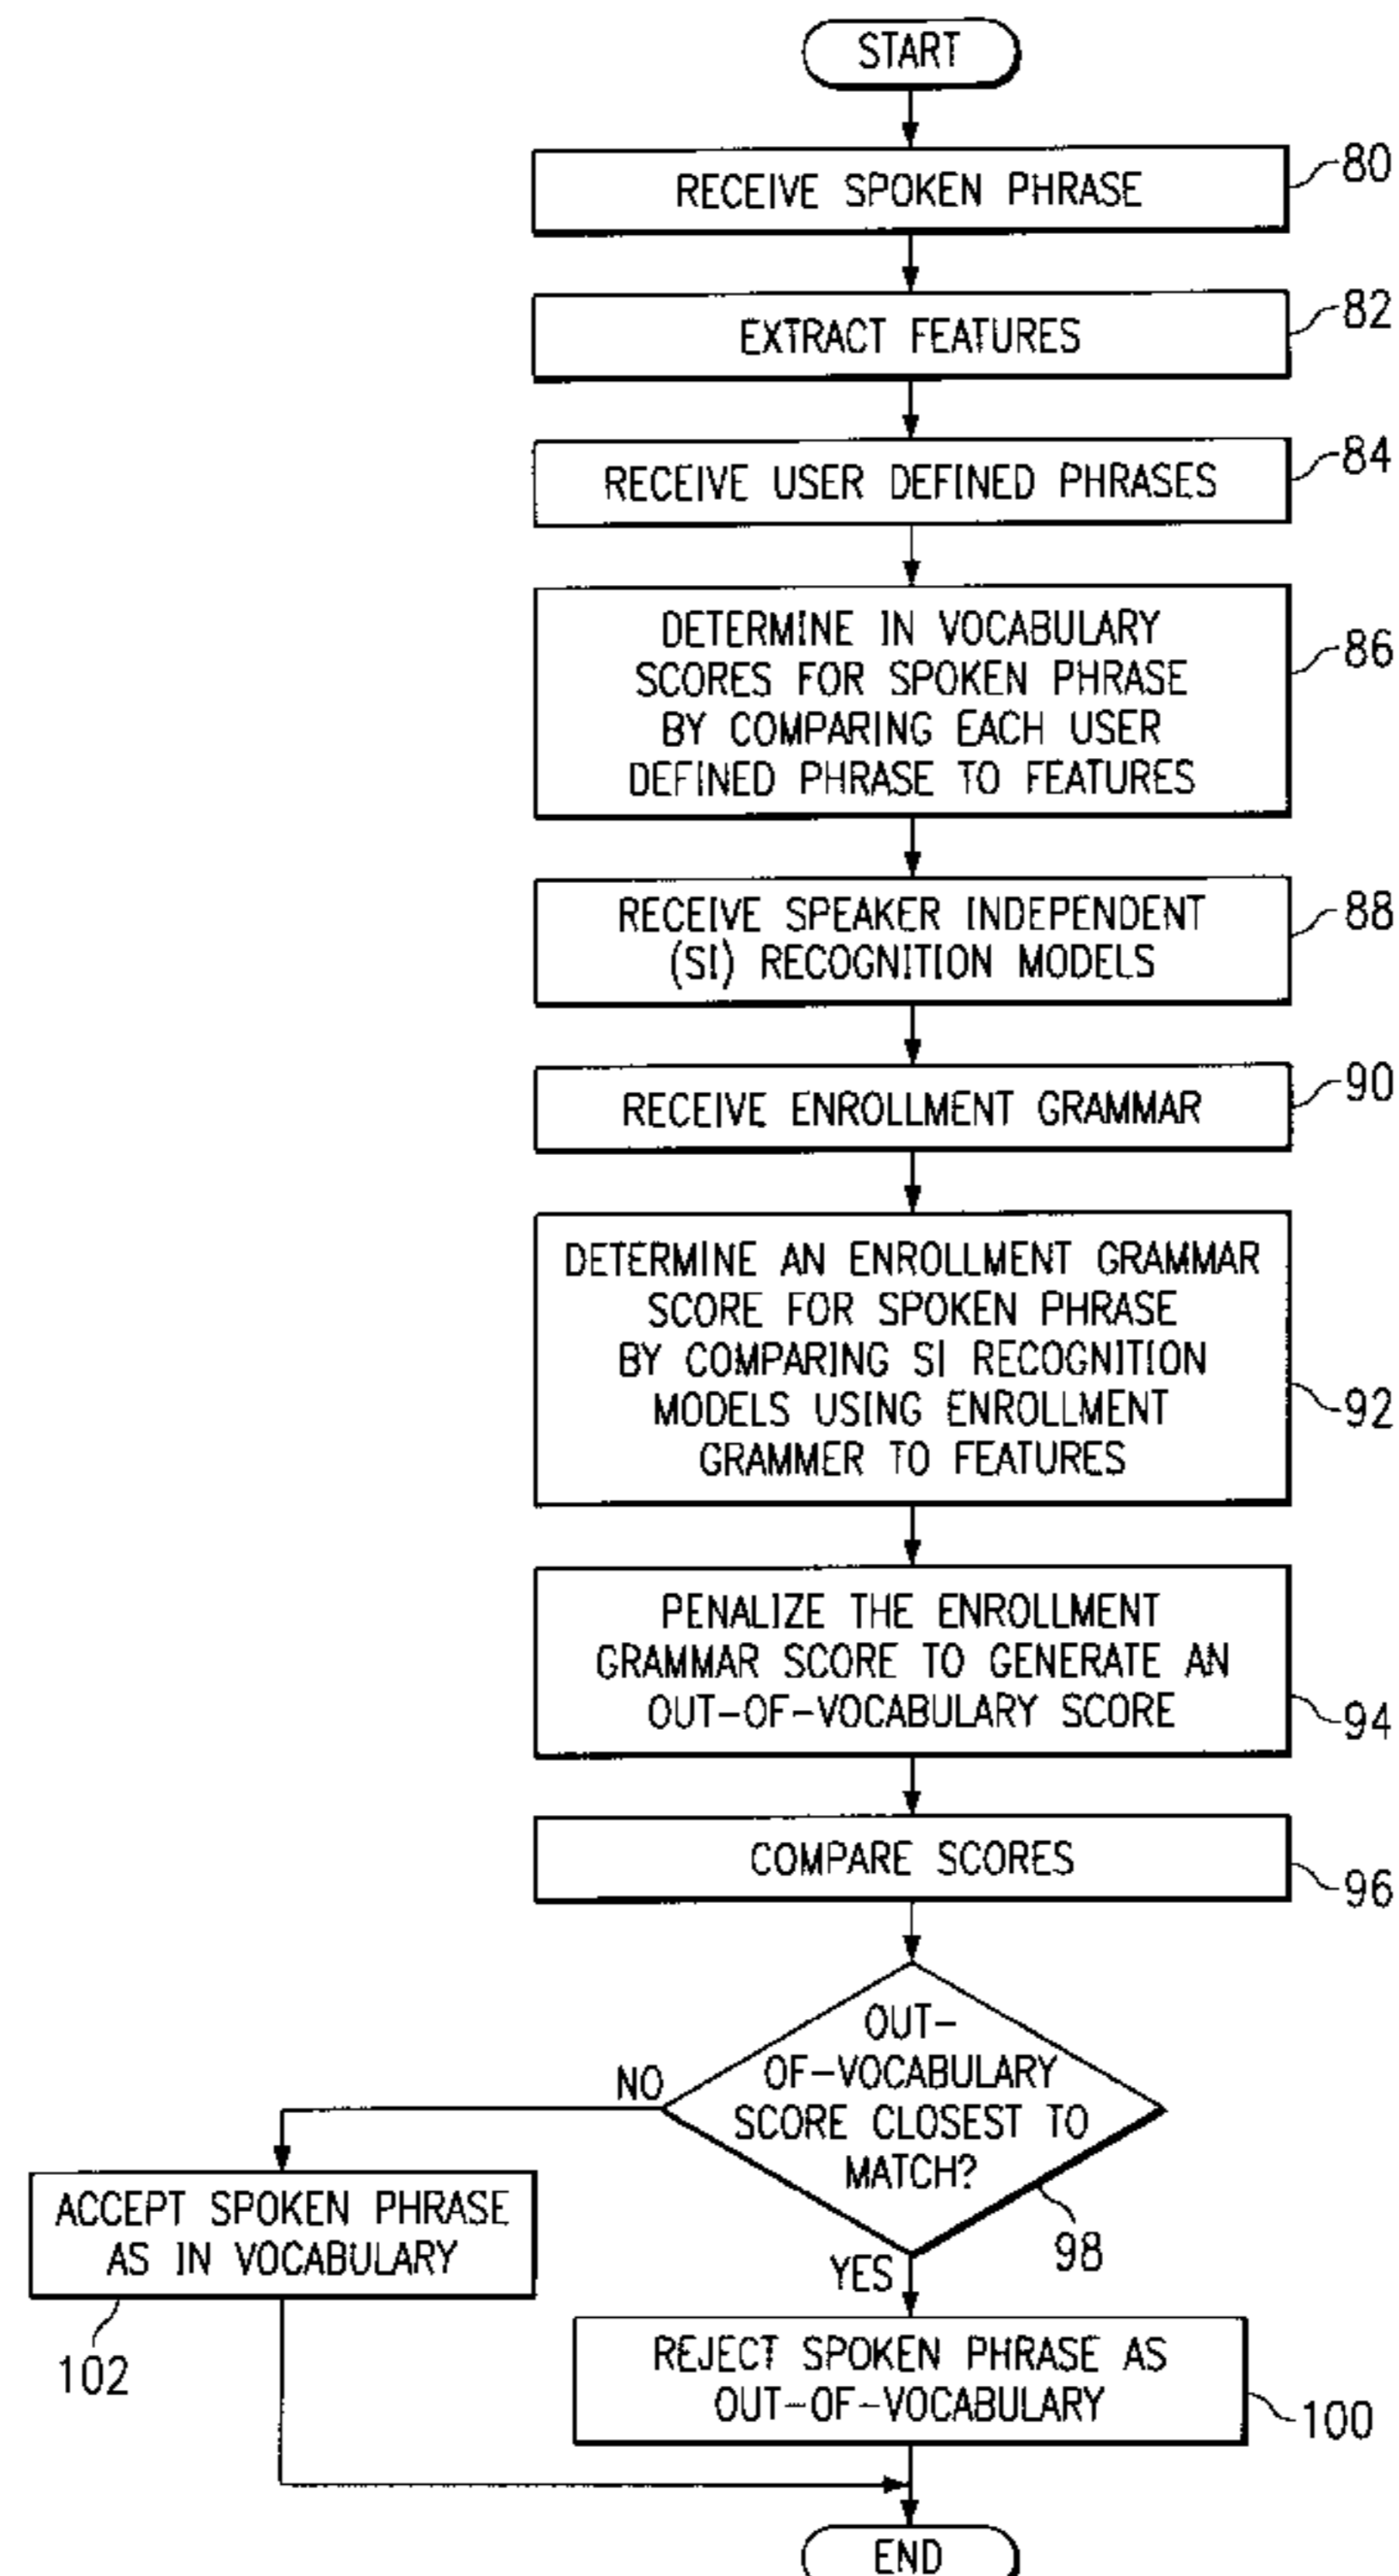 START
RECEIVE SPOKEN PHRASE
80
EXTRACT FEATURES
82
RECEIVE USER DEFINED PHRASES
84
DETERMINE IN VOCABULARY
SCORES FOR SPOKEN PHRASE
BY COMPARING EACH USER
DEFINED PHRASE TO FEATURES
86
RECEIVE SPEAKER INDEPENDENT
(SI) RECOGNITION MODELS
88
RECEIVE ENROLLMENT GRAMMAR
90
DETERMINE AN ENROLLMENT GRAMMAR
SCORE FOR SPOKEN PHRASE
BY COMPARING SI RECOGNITION
MODELS USING ENROLLMENT
GRAMMER TO FEATURES
92
PENALIZE THE ENROLLMENT
GRAMMAR SCORE TO GENERATE AN
OUT-OF-VOCABULARY SCORE
94
COMPARE SCORES
96
OUT-
OF-VOCABULARY
SCORE CLOSEST TO
MATCH?
98
NO
ACCEPT SPOKEN PHRASE
AS IN VOCABULARY
102
YES
REJECT SPOKEN PHRASE AS
OUT-OF-VOCABULARY
100
END